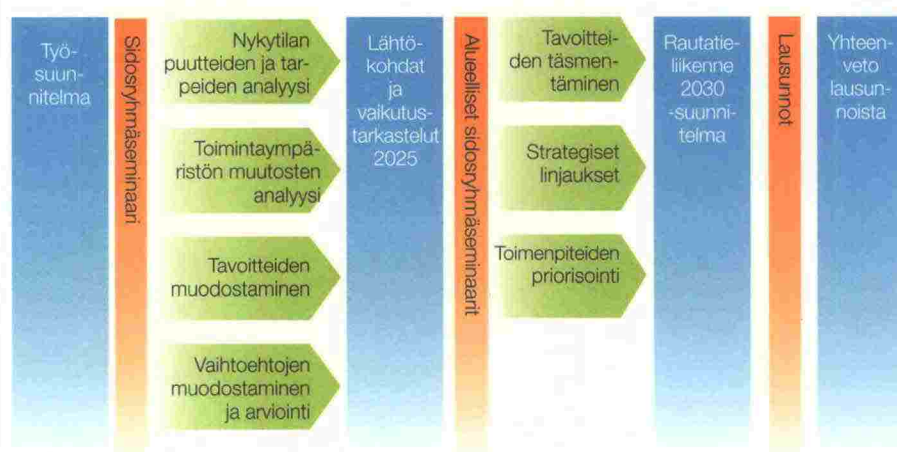 Työ-
suun-
nitelma
Sidosryhmäseminaari
Nykytilan
puutteiden ja tar-
peiden analyysi
Toimintaympä-
ristön muutosten
analyysi
Tavoitteiden
muodostaminen
Vaihtoehtojen
muodostaminen
ja arviointi
Lähtö-
kohdat
ja
vaikutus-
tarkastelut
2025
Alueelliset sidosryhmäseminaarit
Tavoittei-
den täsmen-
täminen
Strategiset
linjaukset
Toimenpiteiden
priorisointi
Rautatie-
liikenne
2030
-suunni-
telma
Lausunnot
Yhteen-
veto
lausun-
noista